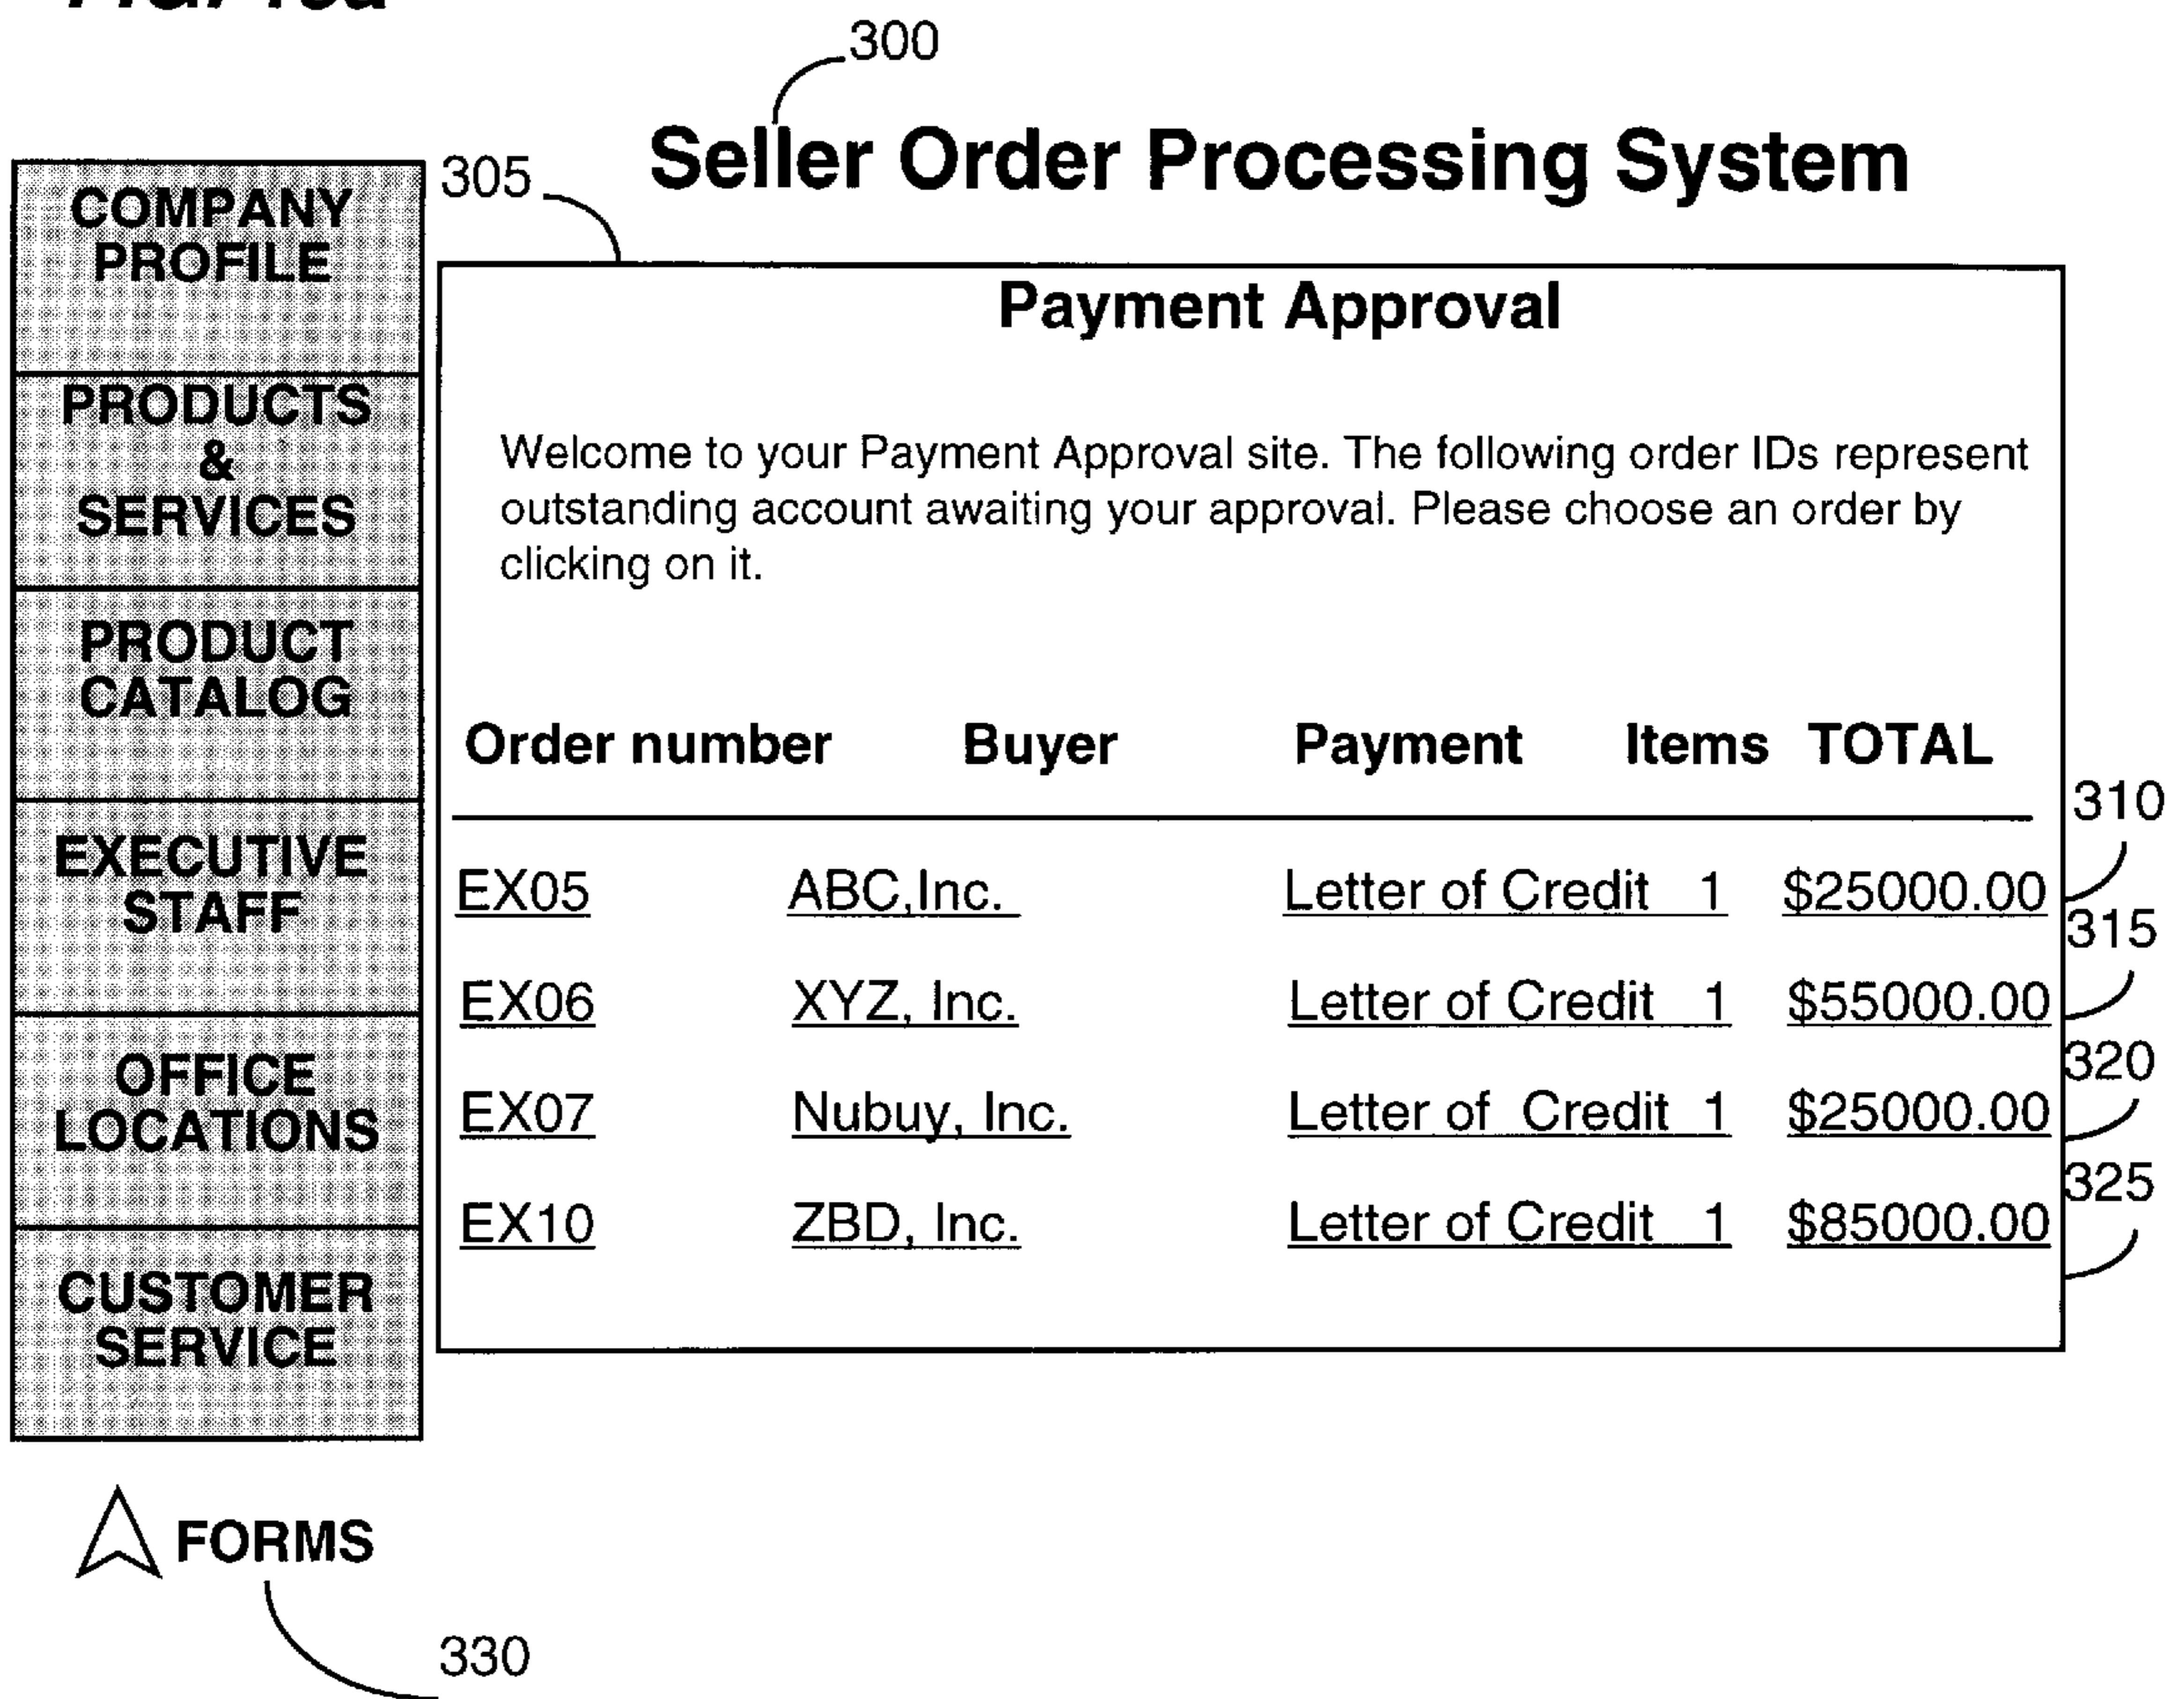 300
Seller Order Processing System
305
COMPANY
PROFILE
PRODUCTS
&
SERVICES
PRODUCT
CATALOG
EXECUTIVE
STAFF
OFFICE
LOCATIONS
CUSTOMER
SERVICE
Payment Approval
Welcome to your Payment Approval site. The following order IDs represent
outstanding account awaiting your approval. Please choose an order by
clicking on it.
Order number Buyer Payment Items TOTAL
310
EX05 ABC,Inc. Letter of Credit 1 $25000.00
315
EX06 XYZ, Inc. Letter of Credit 1 $55000.00
320
EX07 Nubuy, Inc. Letter of Credit 1 $25000.00
325
EX10 ZBD, Inc. Letter of Credit 1 $85000.00
FORMS
330